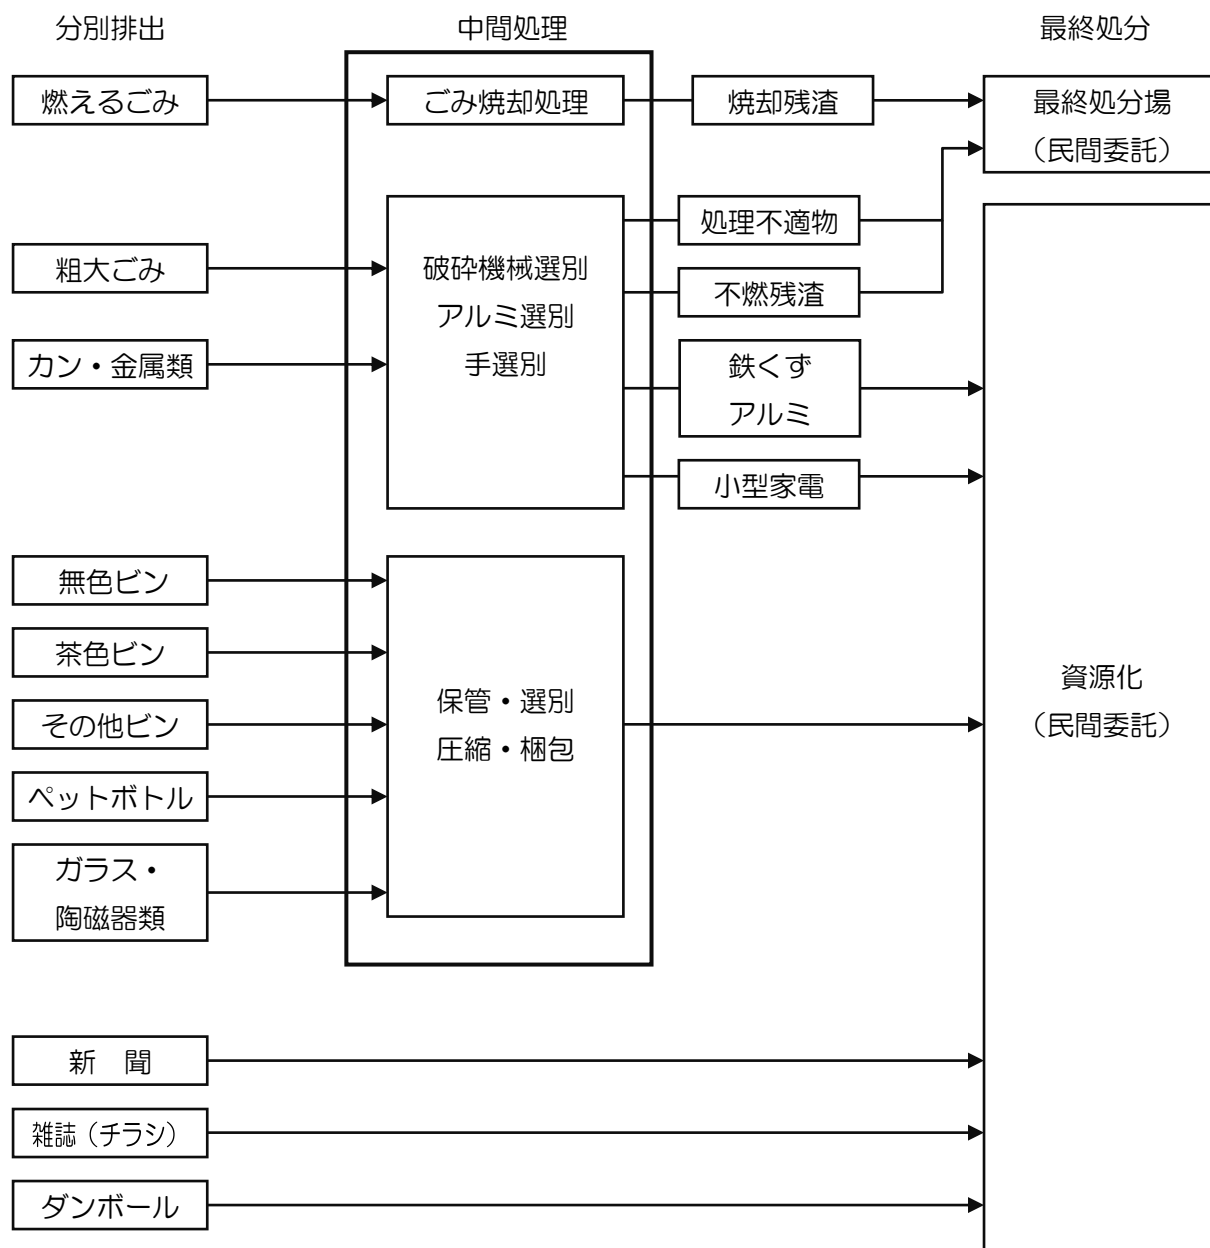 分別排出
中間処理
最終処分
燃えるごみ
ごみ焼却処理
焼却残渣
最終処分場
（民間委託）
粗大ごみ
カン・金属類
破砕機械選別
アルミ選別
手選別
処理不適物
不燃残渣
鉄くず
アルミ
小型家電
無色ビン
茶色ビン
その他ビン
ペットボトル
ガラス・
陶磁器類
保管・選別
圧縮・梱包
資源化
（民間委託）
新　聞
雑誌（チラシ）
ダンボール